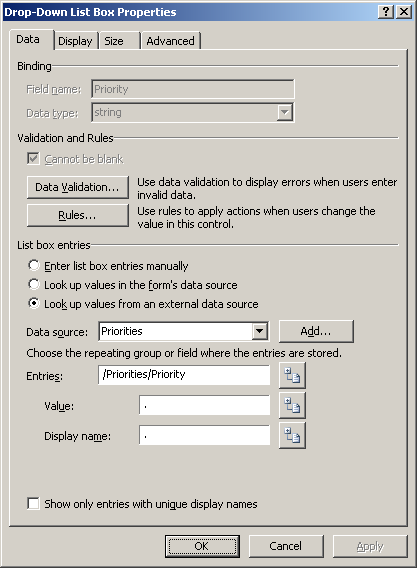 Drop-Down List Box Properties
Data Display Size Advanced
Binding
Field name: Priority
Data type: string
Validation and Rules
Cannot be blank
Data Validation... Use data validation to display errors when users enter
invalid data.
Rules... Use rules to apply actions when users change the
value in this control.
List box entries
Enter list box entries manually
Look up values in the form's data source
Look up values from an external data source
Data source: Priorities Add...
Choose the repeating group or field where the entries are stored.
Entries: /Priorities/Priority
Value: .
Display name: .
Show only entries with unique display names
OK Cancel Apply